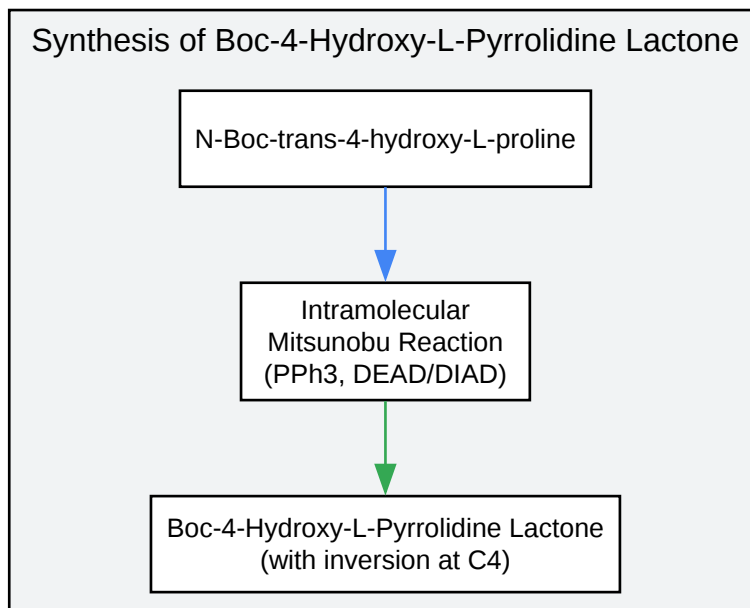 Synthesis of Boc-4-Hydroxy-L-Pyrrolidine Lactone
N-Boc-trans-4-hydroxy-L-proline
Intramolecular
Mitsunobu Reaction
(PPh3, DEAD/DIAD)
Boc-4-Hydroxy-L-Pyrrolidine Lactone
(with inversion at C4)